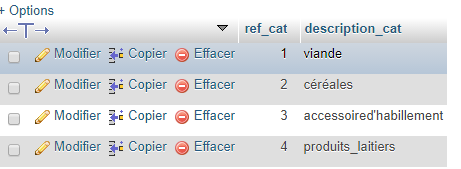 + Options
←T→ ref_cat description_cat
Modifier Copier Effacer 1 viande
Modifier Copier Effacer 2 céréales
Modifier Copier Effacer 3 accessoired'habillement
Modifier Copier Effacer 4 produits_laitiers